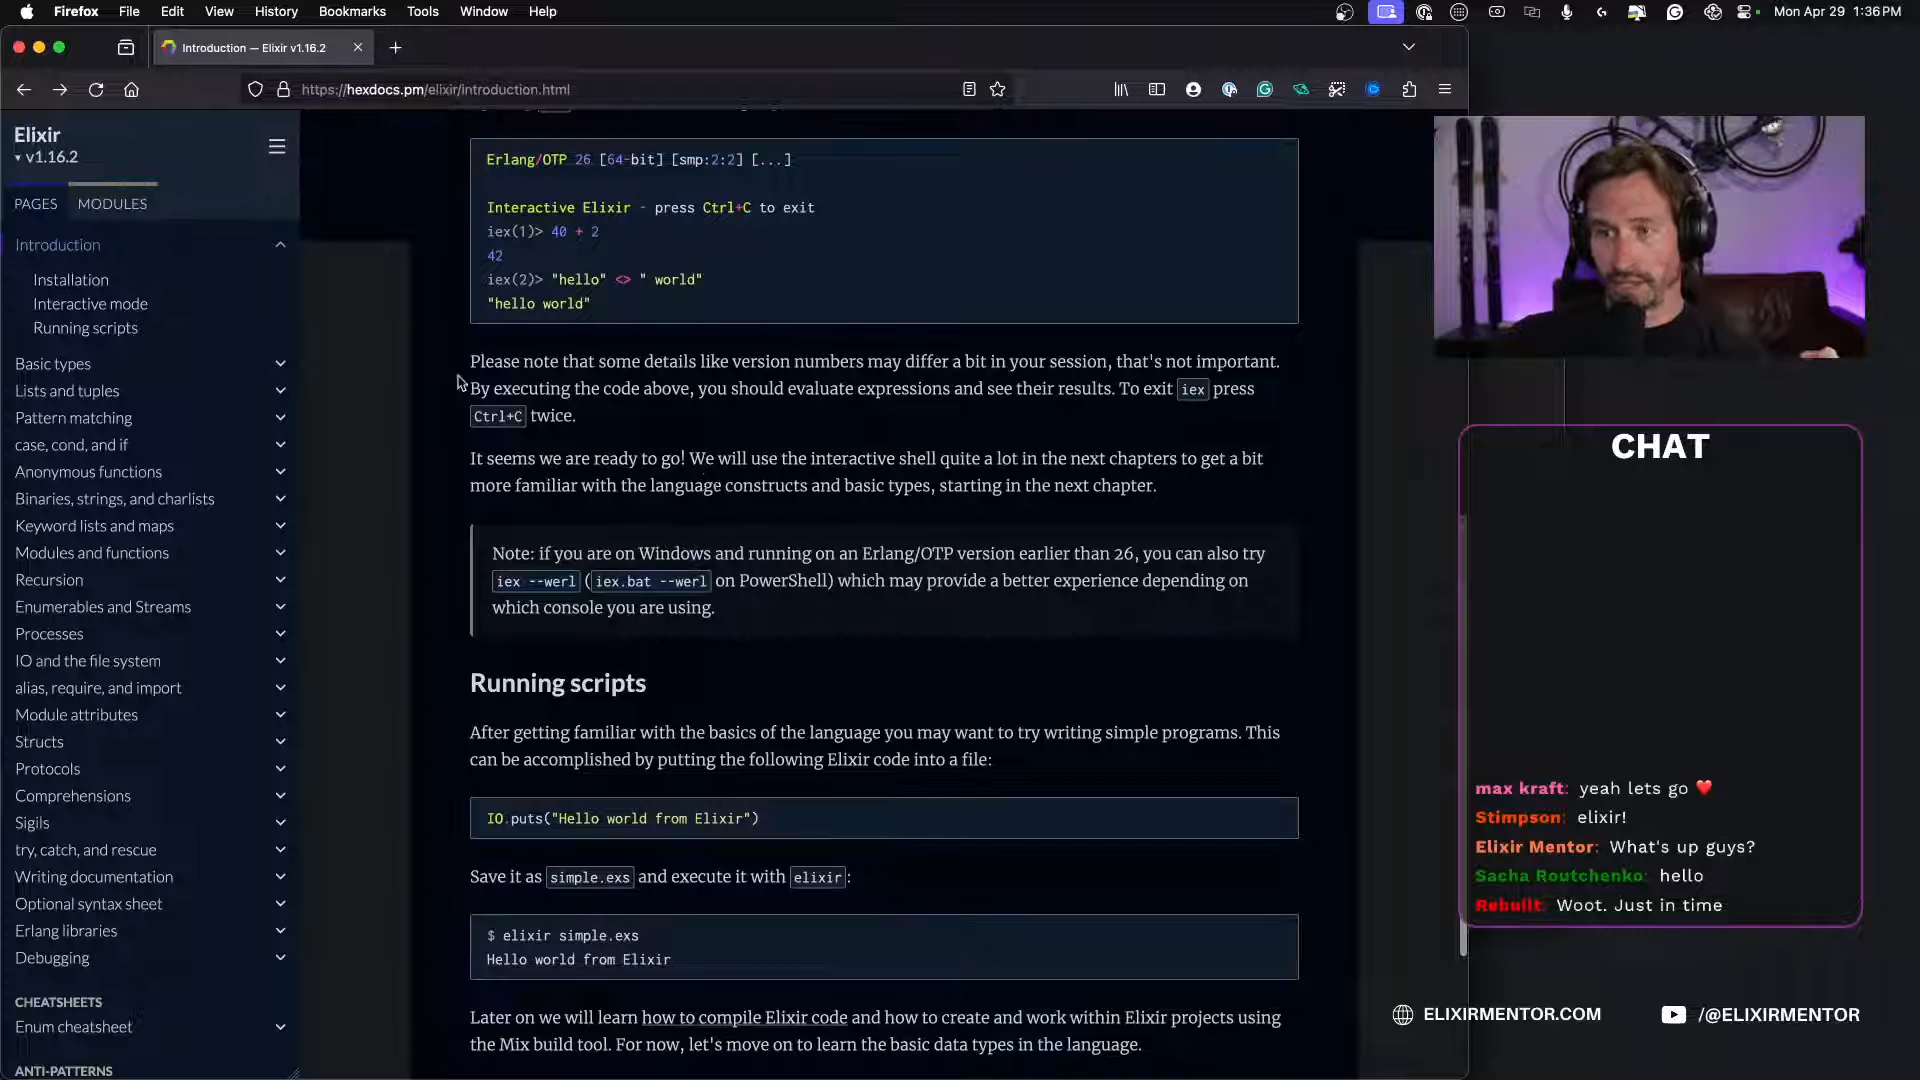 Firefox File Edit View History Bookmarks Tools Window Help
Mon Apr 29 1:36 PM
Introduction — Elixir v1.16.2
https://hexdocs.pm/elixir/introduction.html
Elixir
v1.16.2
PAGES MODULES
Introduction
Installation
Interactive mode
Running scripts
Basic types
Lists and tuples
Pattern matching
case, cond, and if
Anonymous functions
Binaries, strings, and charlists
Keyword lists and maps
Modules and functions
Recursion
Enumerables and Streams
Processes
IO and the file system
alias, require, and import
Module attributes
Structs
Protocols
Comprehensions
Sigils
try, catch, and rescue
Writing documentation
Optional syntax sheet
Erlang libraries
Debugging
CHEATSHEETS
Enum cheatsheet
ANTI-PATTERNS
Erlang/OTP 26 [64-bit] [smp:2:2] [...]
Interactive Elixir - press Ctrl+C to exit
iex(1)> 40 + 2
42
iex(2)> "hello" <> " world"
"hello world"
Please note that some details like version numbers may differ a bit in your session, that's not important.
By executing the code above, you should evaluate expressions and see their results. To exit iex press
Ctrl+C twice.
It seems we are ready to go! We will use the interactive shell quite a lot in the next chapters to get a bit
more familiar with the language constructs and basic types, starting in the next chapter.
Note: if you are on Windows and running on an Erlang/OTP version earlier than 26, you can also try
iex --werl (iex.bat --werl on PowerShell) which may provide a better experience depending on
which console you are using.
Running scripts
After getting familiar with the basics of the language you may want to try writing simple programs. This
can be accomplished by putting the following Elixir code into a file:
IO.puts("Hello world from Elixir")
Save it as simple.exs and execute it with elixir:
$ elixir simple.exs
Hello world from Elixir
Later on we will learn how to compile Elixir code and how to create and work within Elixir projects using
the Mix build tool. For now, let's move on to learn the basic data types in the language.
CHAT
max kraft: yeah lets go ❤️
Stimpson: elixir!
Elixir Mentor: What's up guys?
Sacha Routchenko: hello
Rebuilt: Woot. Just in time
ELIXIRMENTOR.COM
/@ELIXIRMENTOR